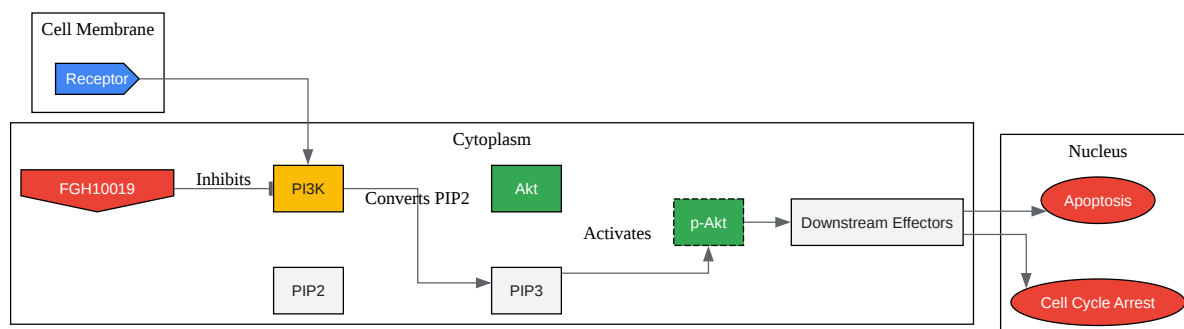 Cell Membrane
Receptor
Cytoplasm
Nucleus
FGH10019
Inhibits
PI3K
Converts PIP2
Akt
Apoptosis
Activates
p-Akt
Downstream Effectors
PIP2
PIP3
Cell Cycle Arrest